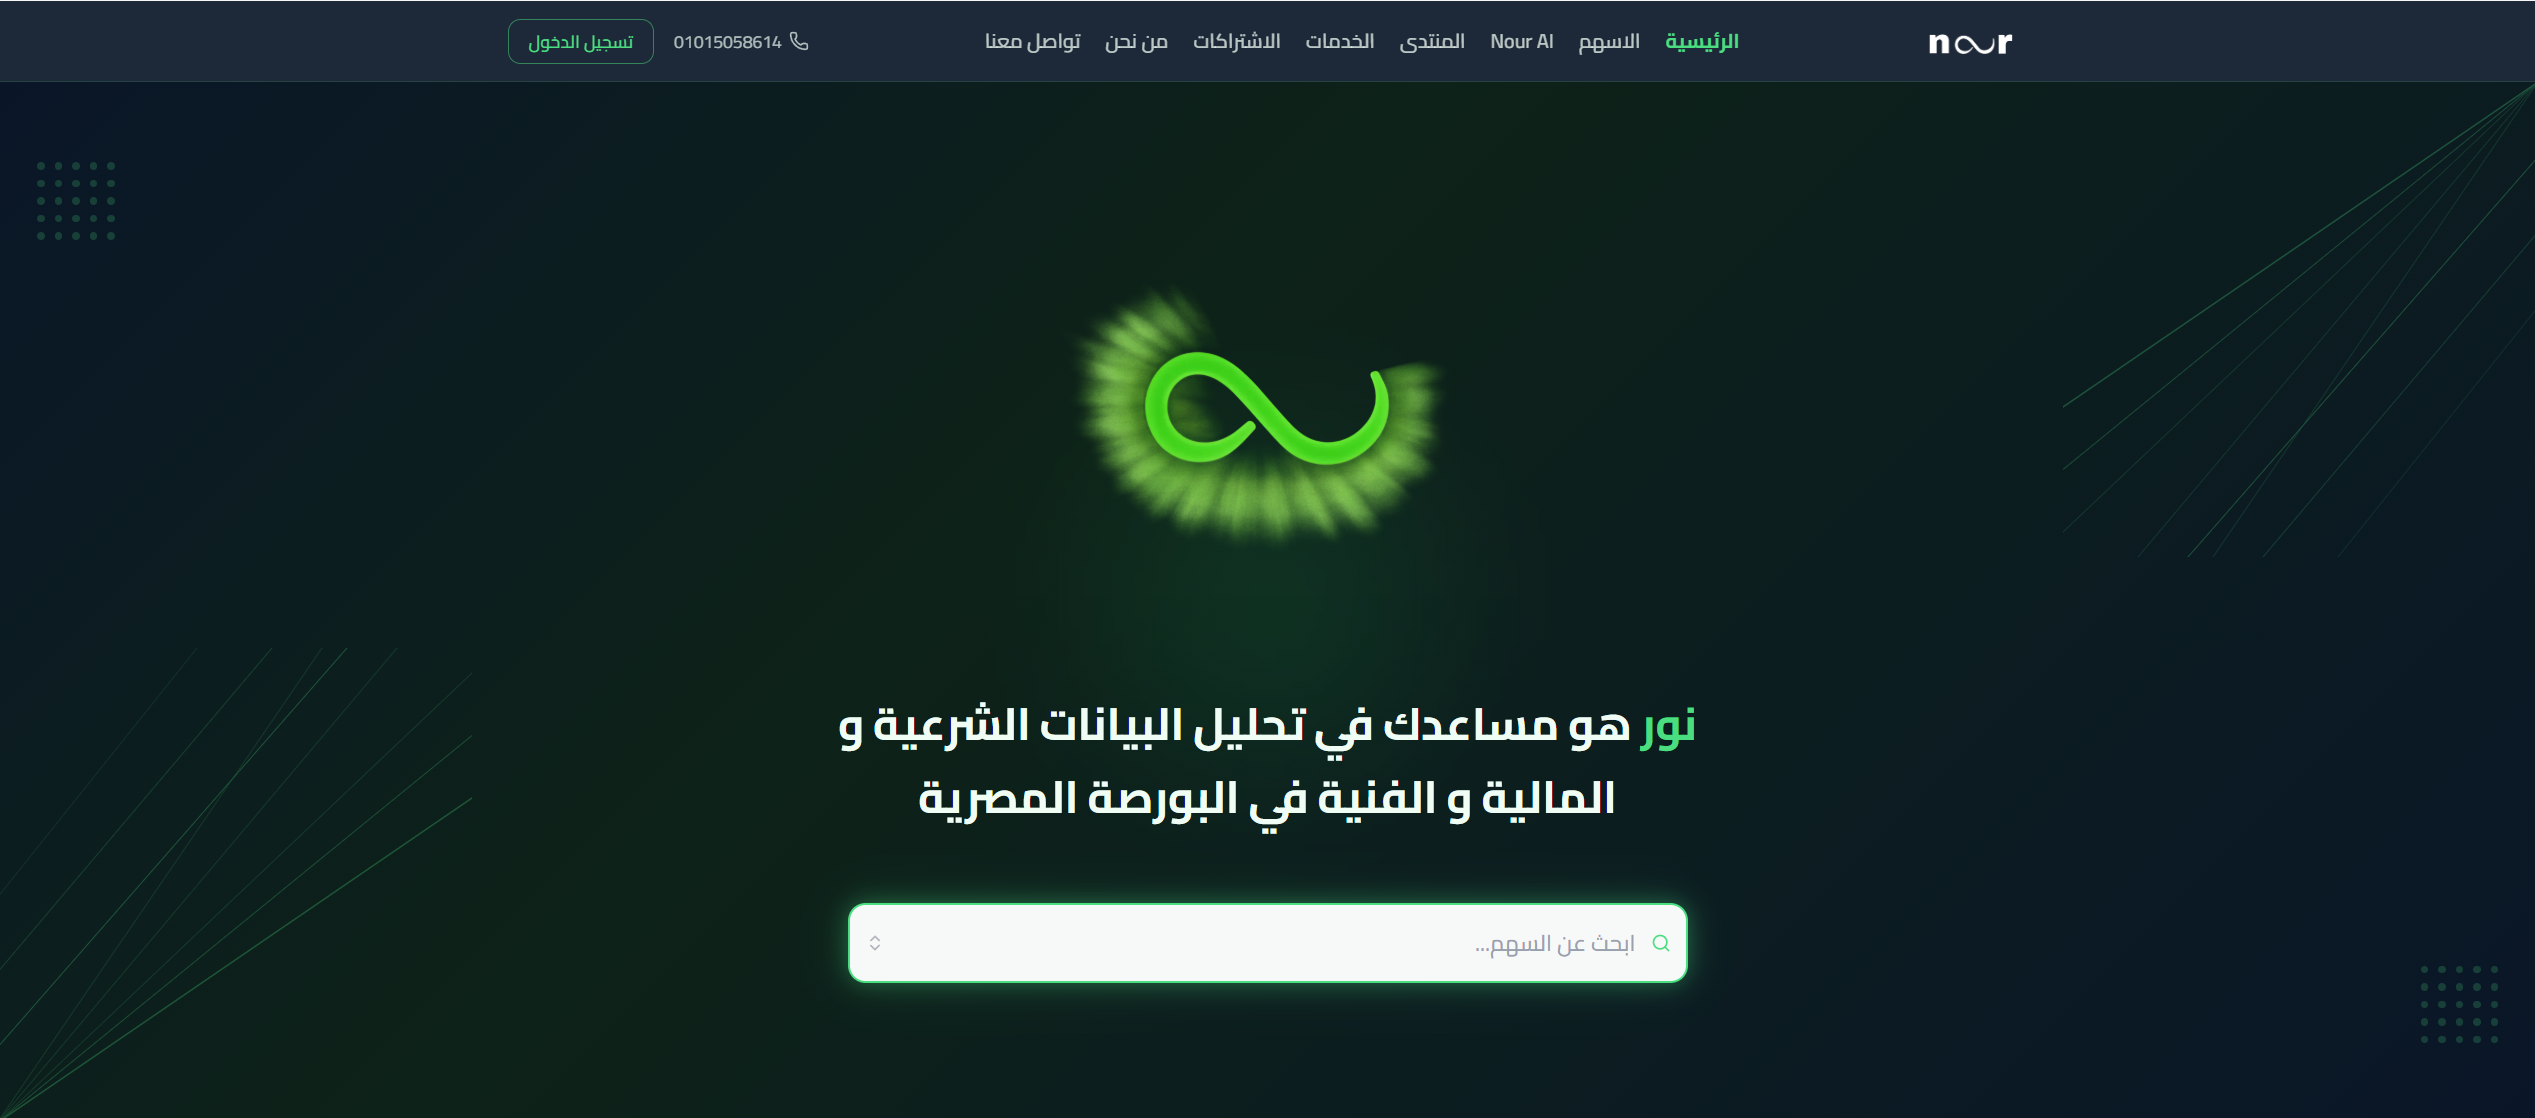 nour
الرئيسية
الاسهم
Nour AI
المنتدى
الخدمات
الاشتراكات
من نحن
تواصل معنا
01015058614
تسجيل الدخول
نور هو مساعدك في تحليل البيانات الشرعية و
المالية و الفنية في البورصة المصرية
ابحث عن السهم...